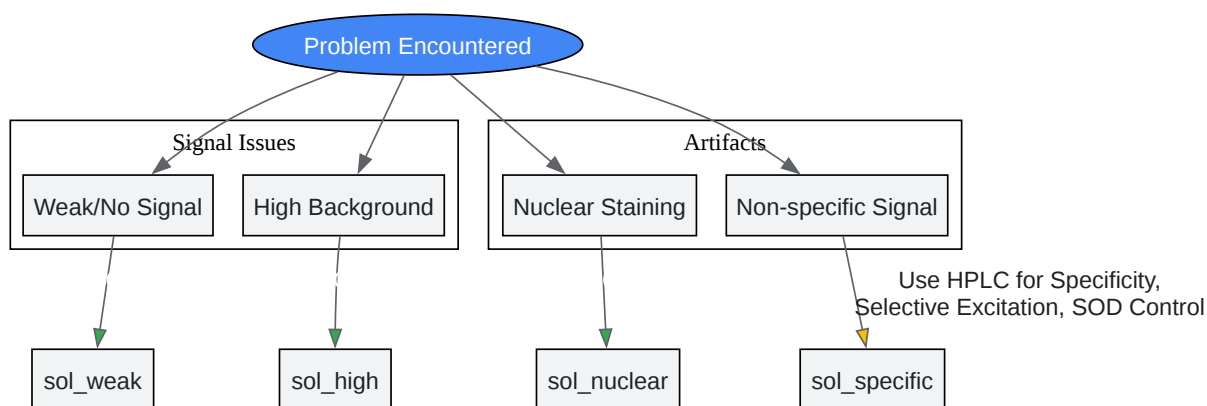 Problem Encountered
Signal Issues
Artifacts
Weak/No Signal
High Background
Nuclear Staining
Non-specific Signal
Use HPLC for Specificity,
Selective Excitation, SOD Control
sol_weak
sol_high
sol_nuclear
sol_specific